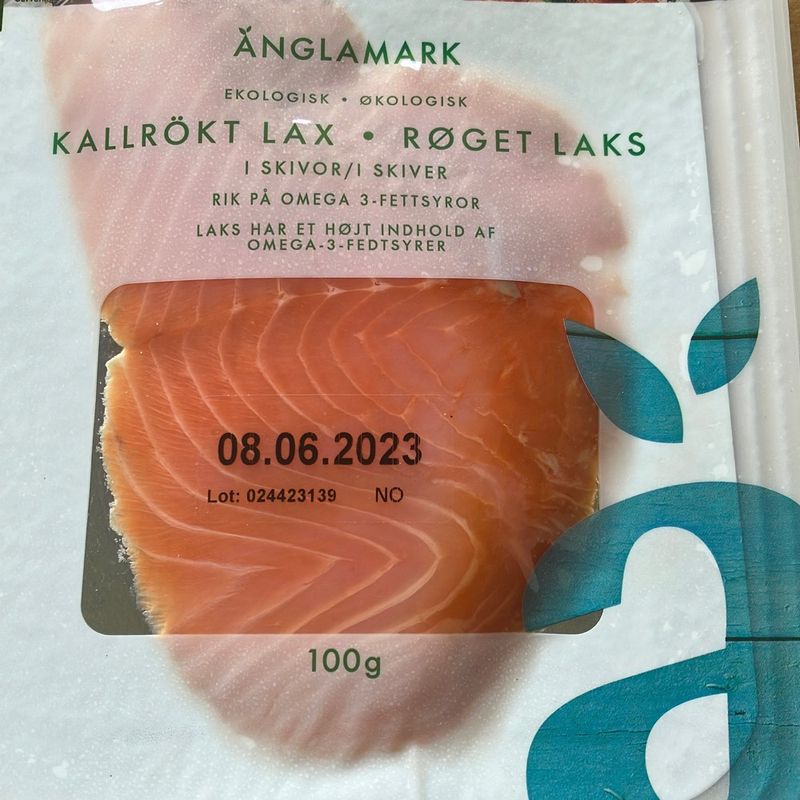 ÄNGLAMARK
EKOLOGISK • ØKOLOGISK
KALLRÖKT LAX • RØGET LAKS
I SKIVOR/I SKIVER
RIK PÅ OMEGA 3-FETTSYROR
LAKS HAR ET HØJT INDHOLD AF
OMEGA-3-FEDTSYRER
08.06.2023
Lot: 024423139 NO
100g